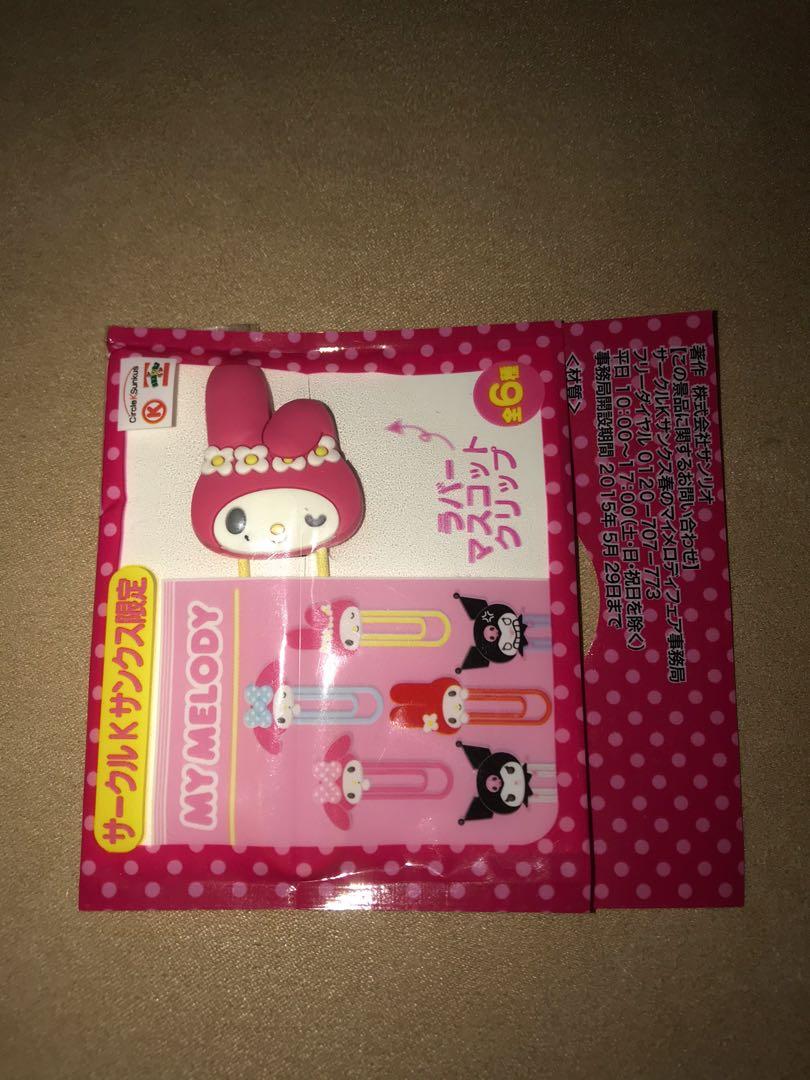 サークルKサンクス限定
CircleKSunkus
K
MY MELODY
ラバー
マスコット
クリップ
全6種
<材質>
著作 株式会社サンリオ
【この景品に関するお問い合わせ】
サークルKサンクス春のマイメロディフェア事務局
フリーダイヤル 0120-707-773
平日 10:00~17:00(土・日・祝日を除く)
事務局開設期間 2015年5月29日まで